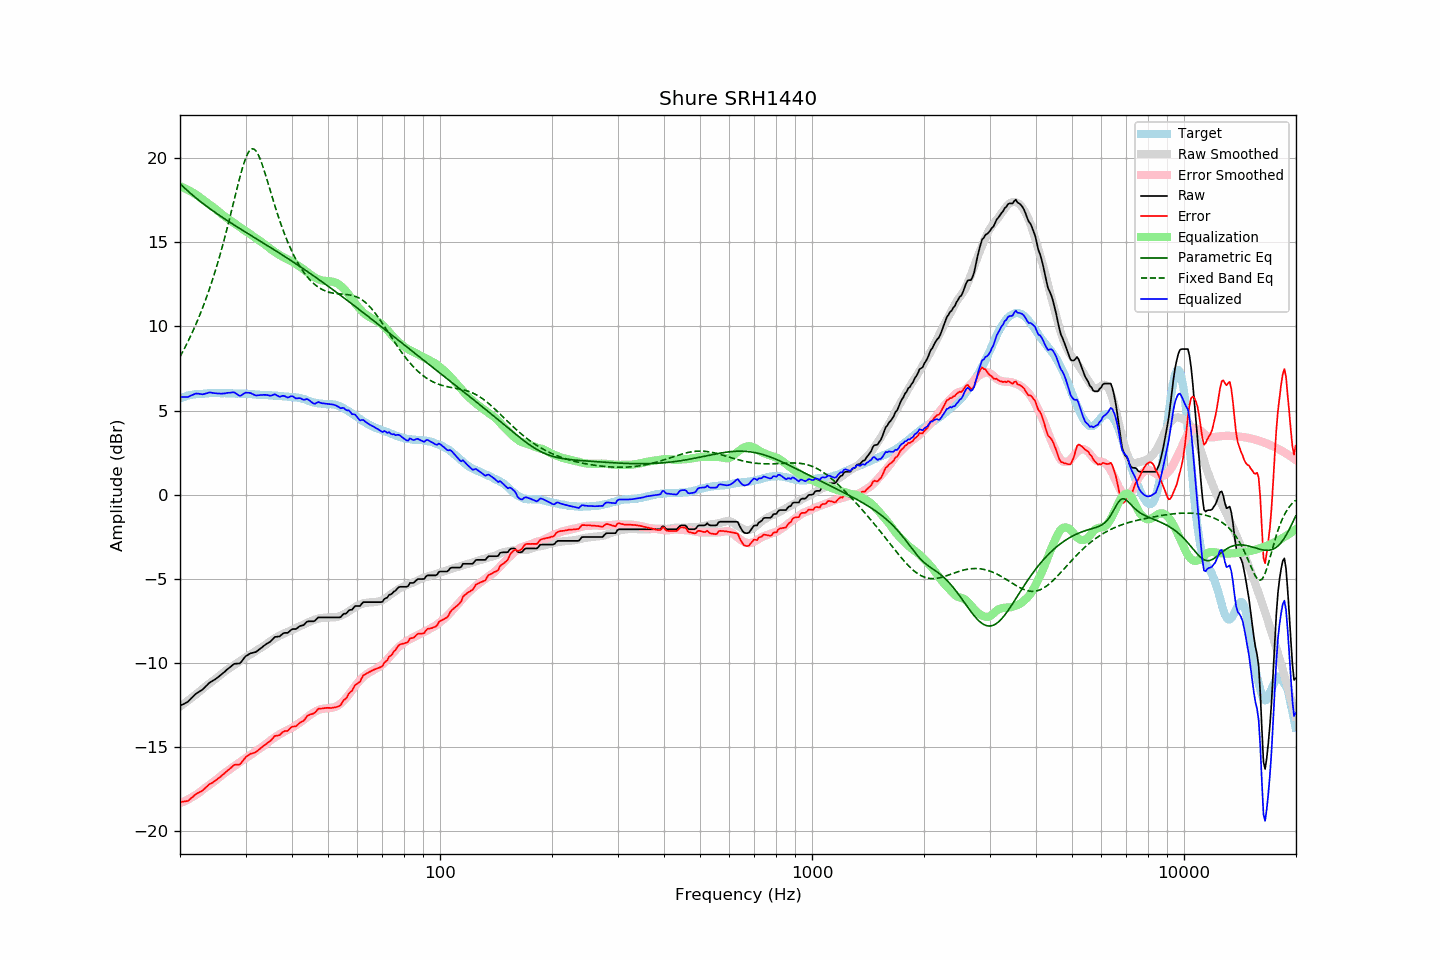 Shure SRH1440
Target
Raw Smoothed
Error Smoothed
Raw
Error
Equalization
Parametric Eq
Fixed Band Eq
Equalized
Amplitude (dBr)
20
15
10
5
0
−5
−10
−15
−20
100
1000
10000
Frequency (Hz)